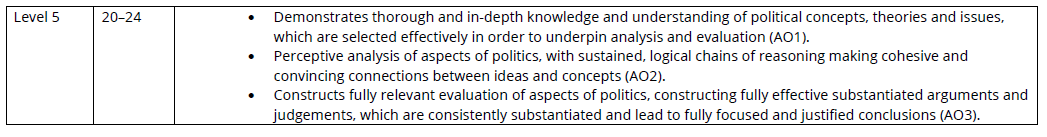 Level 5 20–24 • Demonstrates thorough and in-depth knowledge and understanding of political concepts, theories and issues,
which are selected effectively in order to underpin analysis and evaluation (AO1).
• Perceptive analysis of aspects of politics, with sustained, logical chains of reasoning making cohesive and
convincing connections between ideas and concepts (AO2).
• Constructs fully relevant evaluation of aspects of politics, constructing fully effective substantiated arguments and
judgements, which are consistently substantiated and lead to fully focused and justified conclusions (AO3).